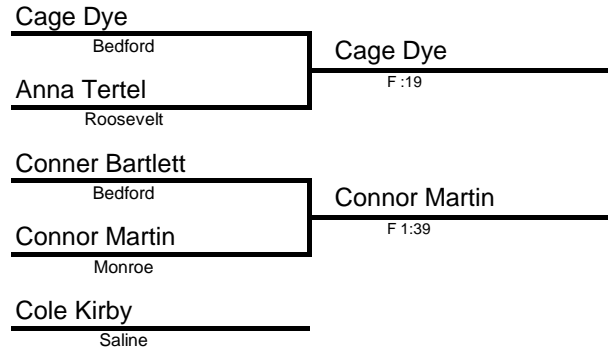 Cage Dye
Bedford
Anna Tertel
Roosevelt
Conner Bartlett
Bedford
Connor Martin
Monroe
Cole Kirby
Saline
Cage Dye
F :19
Connor Martin
F 1:39